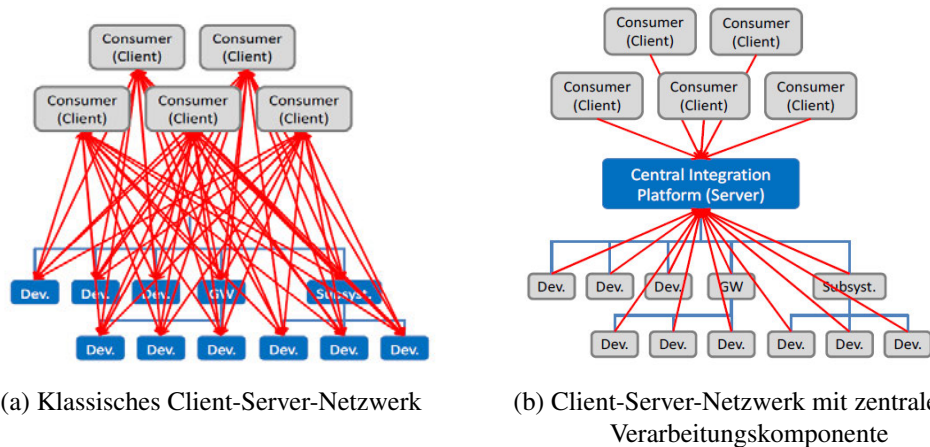 Consumer
(Client)
Consumer
(Client)
Consumer
(Client)
Consumer
(Client)
Consumer
(Client)
Dev.
Dev.
Dev.
GW
Subsyst.
Dev.
Dev.
Dev.
Dev.
Dev.
Dev.
(a) Klassisches Client-Server-Netzwerk
Consumer
(Client)
Consumer
(Client)
Consumer
(Client)
Consumer
(Client)
Consumer
(Client)
Central Integration
Platform (Server)
Dev.
Dev.
Dev.
GW
Subsyst.
Dev.
Dev.
Dev.
Dev.
Dev.
Dev.
(b) Client-Server-Netzwerk mit zentrale
Verarbeitungskomponente